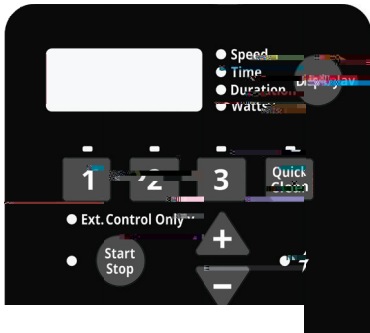 Speed
Time
Duration
Watts
Display
1 2 3 Quick
Clean
Ext. Control Only
Start
Stop
+
−